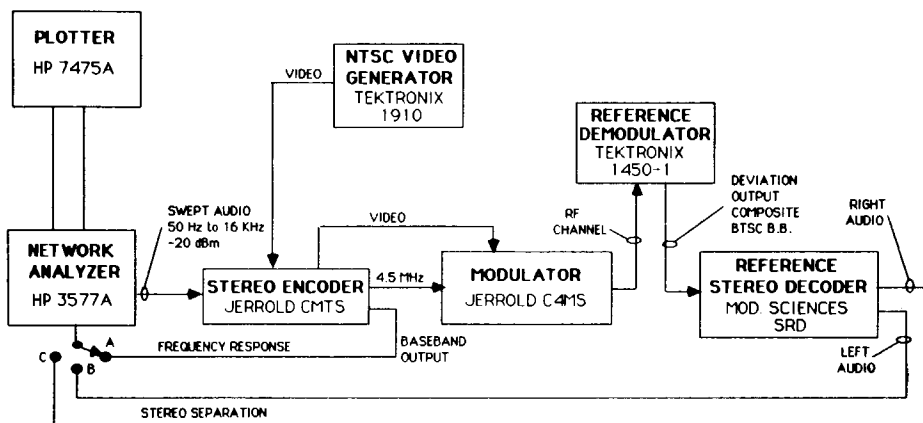 PLOTTER
HP 7475A
NTSC VIDEO
GENERATOR
TEKTRONIX
1910
VIDEO
REFERENCE
DEMODULATOR
TEKTRONIX
1450-1
SWEPT AUDIO
50 Hz to 16 KHz
-20 dBm
VIDEO
RF
CHANNEL
DEVIATION
OUTPUT
COMPOSITE
BTSC B.B.
RIGHT
AUDIO
NETWORK
ANALYZER
HP 3577A
STEREO ENCODER
JERROLD CMTS
4.5 MHz
MODULATOR
JERROLD C4MS
REFERENCE
STEREO DECODER
MOD. SCIENCES
SRD
A
B
C
FREQUENCY RESPONSE
BASEBAND
OUTPUT
LEFT
AUDIO
STEREO SEPARATION